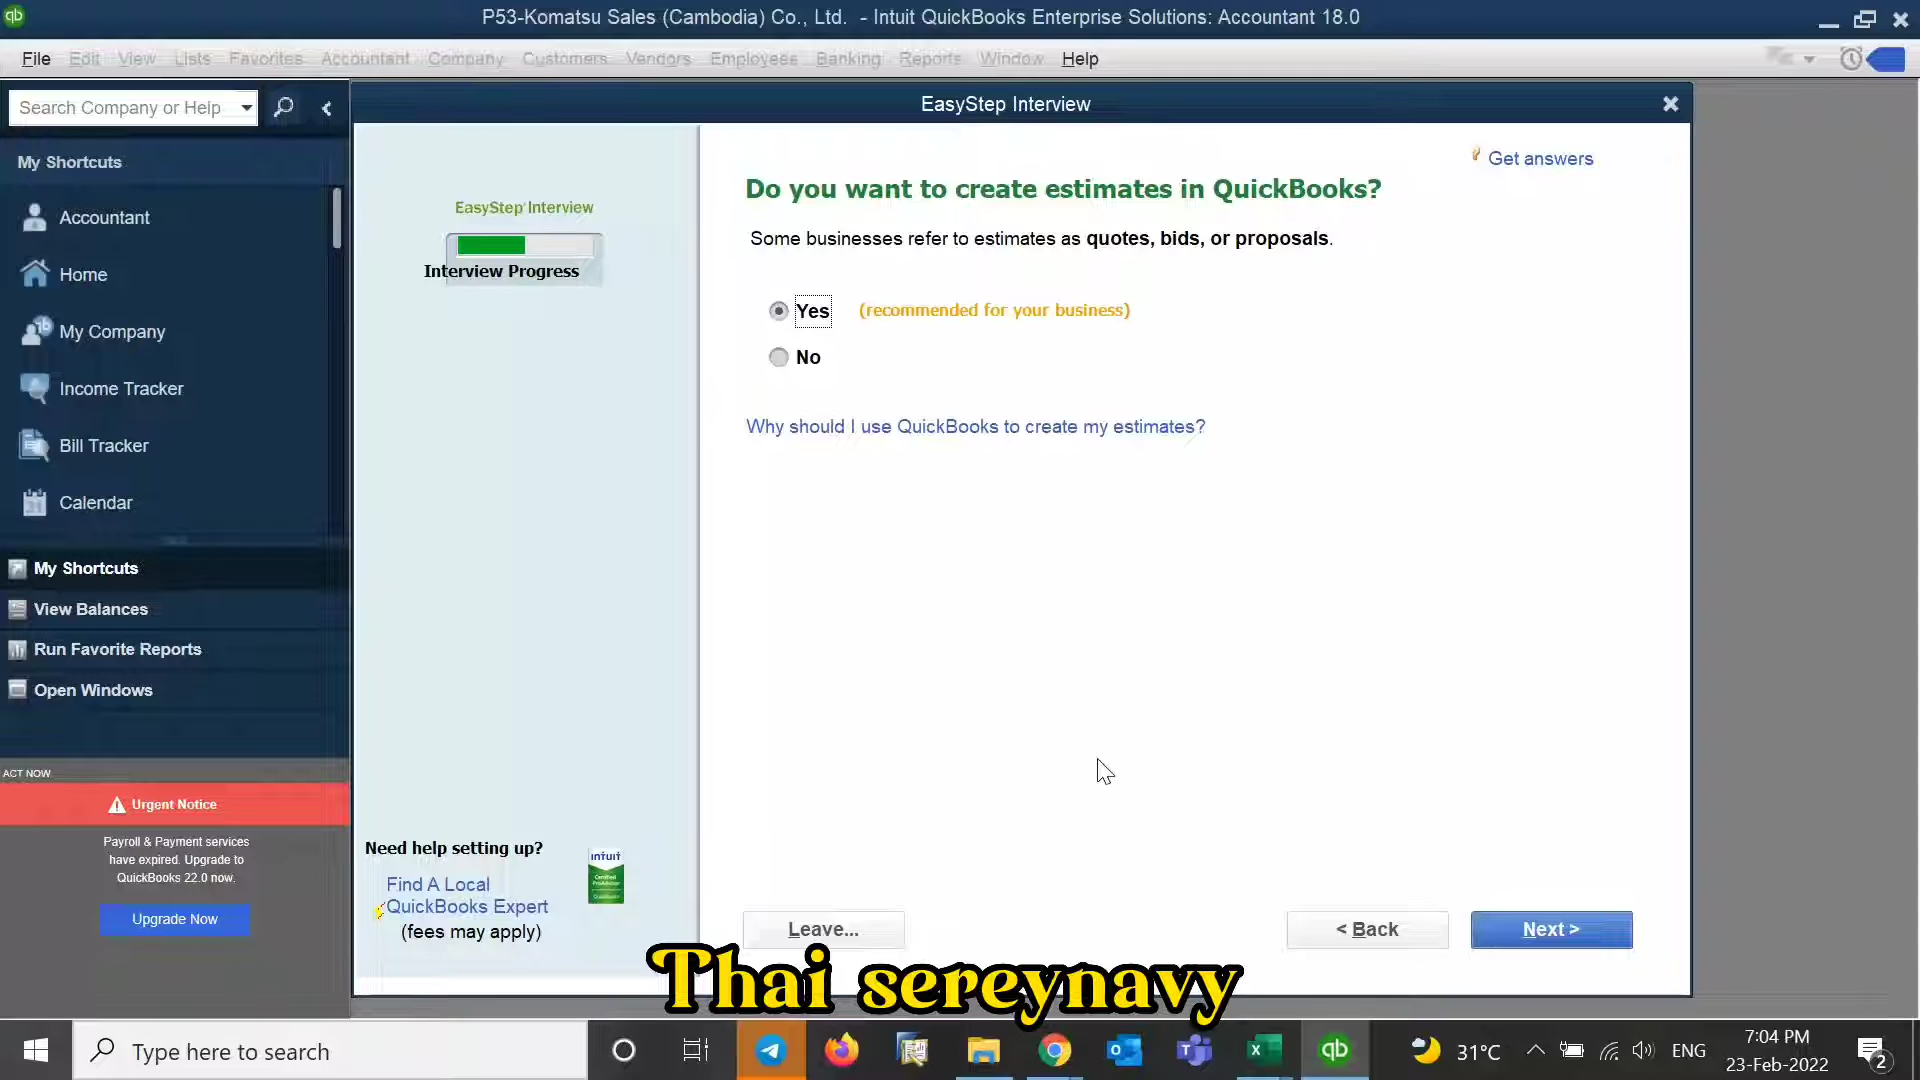 P53-Komatsu Sales (Cambodia) Co., Ltd. - Intuit QuickBooks Enterprise Solutions: Accountant 18.0
File Edit View Lists Favorites Accountant Company Customers Vendors Employees Banking Reports Window Help
Search Company or Help
EasyStep Interview
My Shortcuts
Get answers
Accountant
Home
My Company
Income Tracker
Bill Tracker
Calendar
EasyStep Interview
Interview Progress
Do you want to create estimates in QuickBooks?
Some businesses refer to estimates as quotes, bids, or proposals.
Yes (recommended for your business)
No
Why should I use QuickBooks to create my estimates?
My Shortcuts
View Balances
Run Favorite Reports
Open Windows
ACT NOW
Urgent Notice
Payroll & Payment services
have expired. Upgrade to
QuickBooks 22.0 now.
Upgrade Now
Need help setting up?
Find A Local
QuickBooks Expert
(fees may apply)
intuit
Leave...
< Back
Next >
Thai sereynavy
Type here to search
31°C
ENG
7:04 PM
23-Feb-2022
2